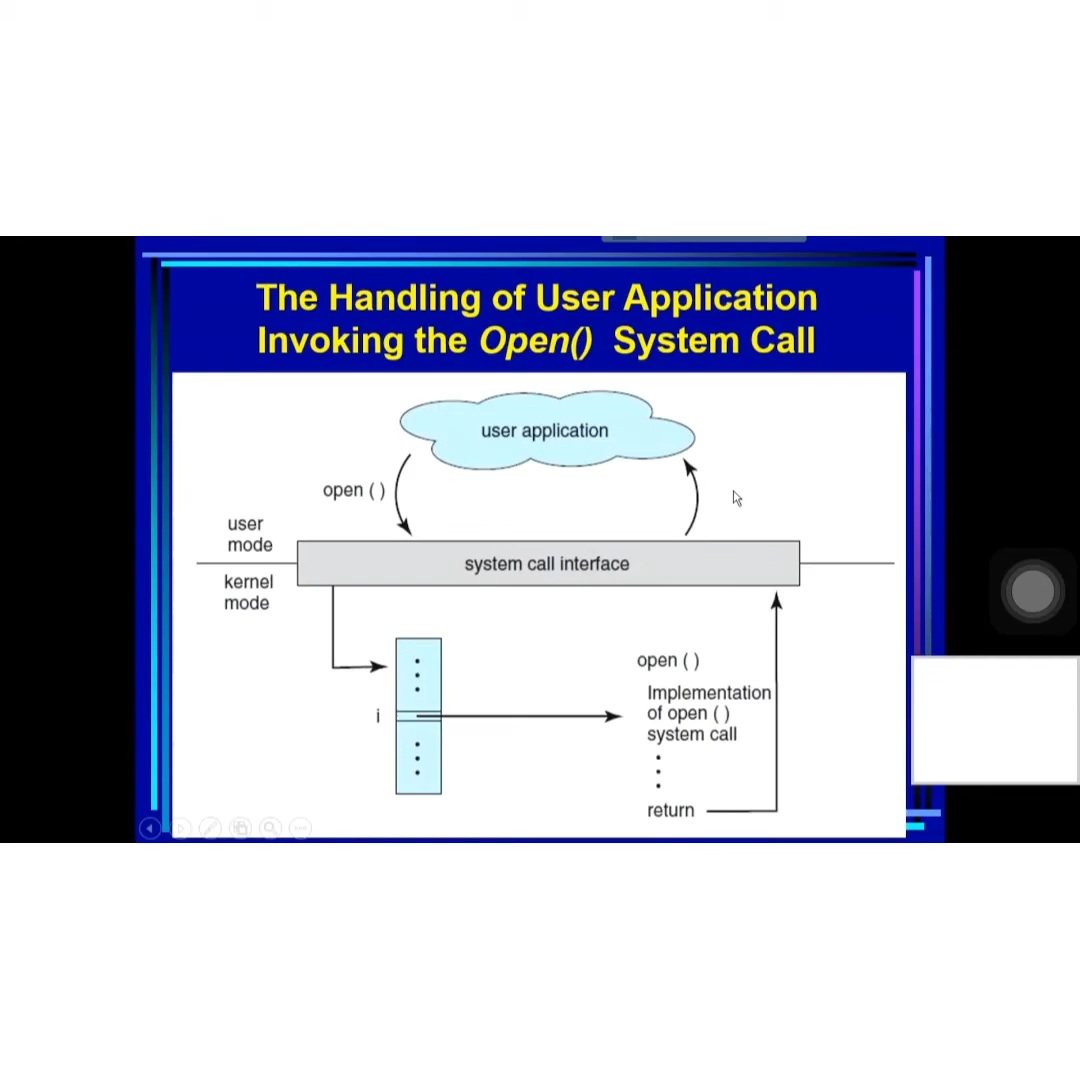 The Handling of User Application
Invoking the Open() System Call
user application
open ( )
user
mode
system call interface
kernel
mode
open ( )
i
Implementation
of open ( )
system call
return